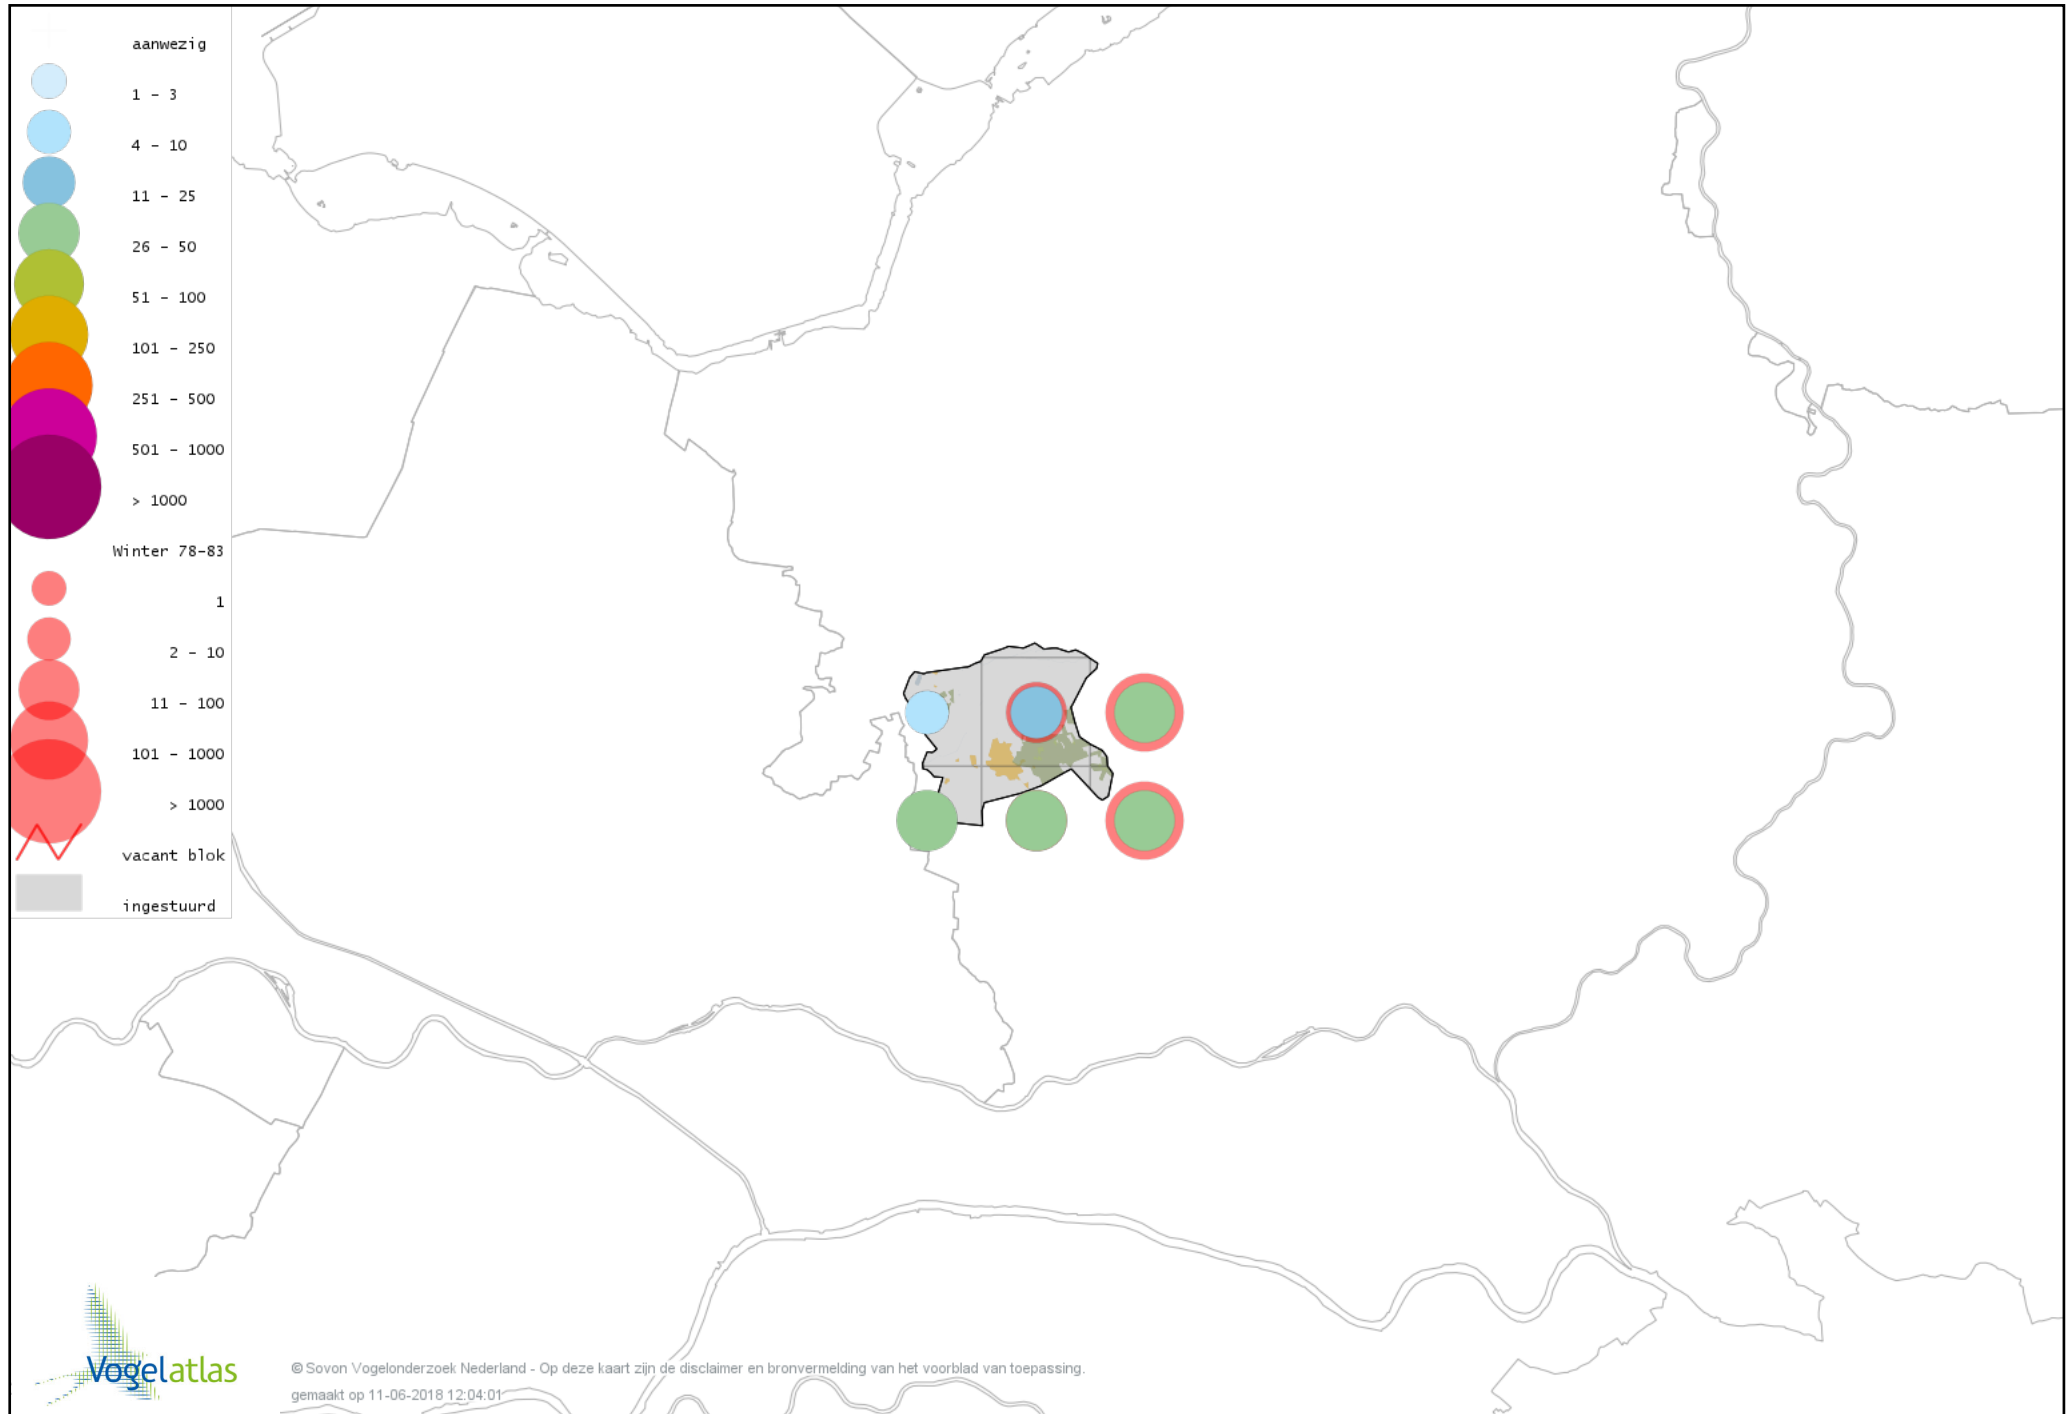 aanwezig
1 - 3
4 - 10
11 - 25
26 - 50
51 - 100
101 - 250
251 - 500
501 - 1000
> 1000
Winter 78-83
1
2 - 10
11 - 100
101 - 1000
> 1000
vacant blok
ingestuurd
Vogelatlas
© Sovon Vogelonderzoek Nederland - Op deze kaart zijn de disclaimer en bronvermelding van het voorblad van toepassing.
gemaakt op 11-06-2018 12:04:01